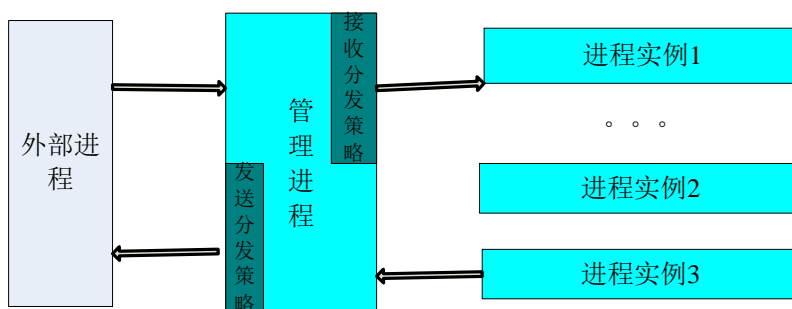 外部进
程
管
理
进
程
接
收
分
发
策
略
发
送
分
发
策
略
进程实例1
。。。
进程实例2
进程实例3